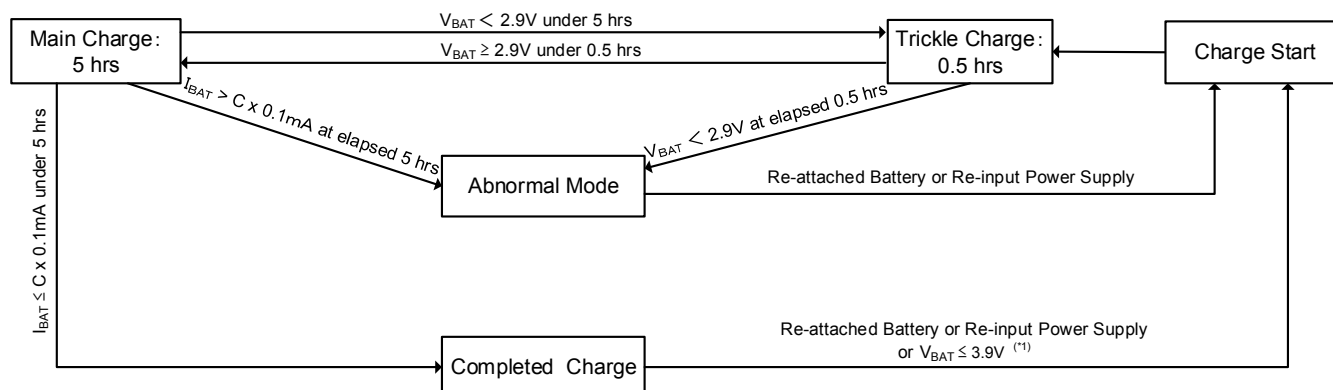 V_BAT < 2.9V under 5 hrs
Main Charge:
5 hrs
V_BAT ≥ 2.9V under 0.5 hrs
Trickle Charge:
0.5 hrs
Charge Start
I_BAT > C x 0.1mA at elapsed 5 hrs
V_BAT < 2.9V at elapsed 0.5 hrs
Abnormal Mode
Re-attached Battery or Re-input Power Supply
I_BAT ≤ C x 0.1mA under 5 hrs
Completed Charge
Re-attached Battery or Re-input Power Supply
or V_BAT ≤ 3.9V (*1)